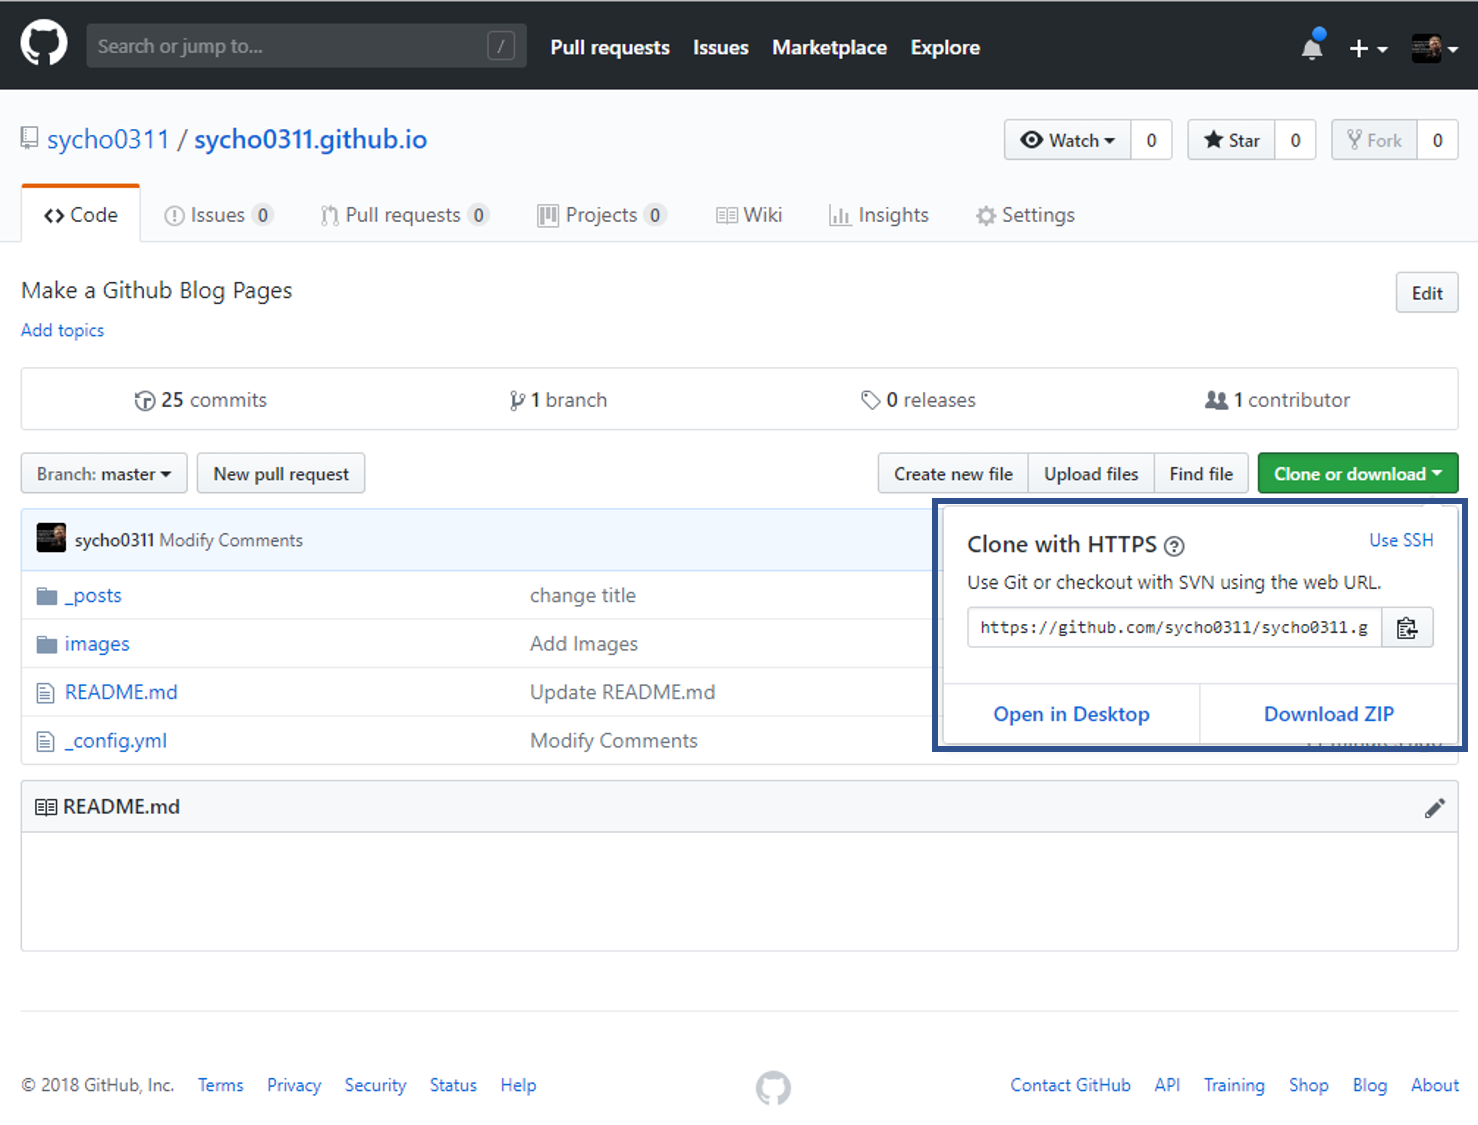 Search or jump to... /
Pull requests Issues Marketplace Explore
sycho0311 / sycho0311.github.io
Watch 0 Star 0 Fork 0
Code Issues 0 Pull requests 0 Projects 0 Wiki Insights Settings
Make a Github Blog Pages
Edit
Add topics
25 commits 1 branch 0 releases 1 contributor
Branch: master New pull request Create new file Upload files Find file Clone or download
sycho0311 Modify Comments
Clone with HTTPS ? Use SSH
Use Git or checkout with SVN using the web URL.
https://github.com/sycho0311/sycho0311.g
Open in Desktop Download ZIP
_posts change title
images Add Images
README.md Update README.md
_config.yml Modify Comments
README.md
© 2018 GitHub, Inc. Terms Privacy Security Status Help
Contact GitHub API Training Shop Blog About